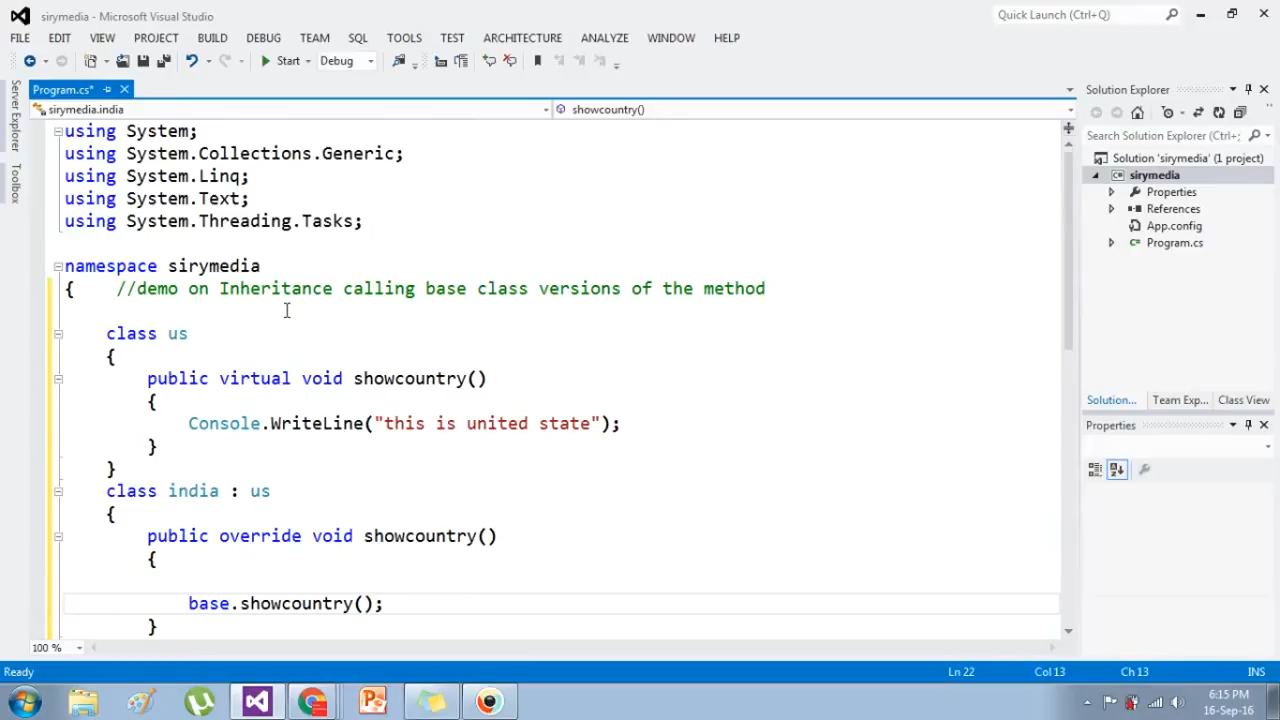 sirymedia - Microsoft Visual Studio
Quick Launch (Ctrl+Q)
FILE EDIT VIEW PROJECT BUILD DEBUG TEAM SQL TOOLS TEST ARCHITECTURE ANALYZE WINDOW HELP
Start Debug
Server Explorer
Toolbox
Program.cs*
sirymedia.india
showcountry()
using System;
using System.Collections.Generic;
using System.Linq;
using System.Text;
using System.Threading.Tasks;
namespace sirymedia
{ //demo on Inheritance calling base class versions of the method
class us
{
public virtual void showcountry()
{
Console.WriteLine("this is united state");
}
}
class india : us
{
public override void showcountry()
{
base.showcountry();
}
100 %
Solution Explorer
Search Solution Explorer (Ctrl+;
Solution 'sirymedia' (1 project)
sirymedia
Properties
References
App.config
Program.cs
Solution... Team Exp... Class View
Properties
Ready
Ln 22
Col 13
Ch 13
INS
6:15 PM
16-Sep-16